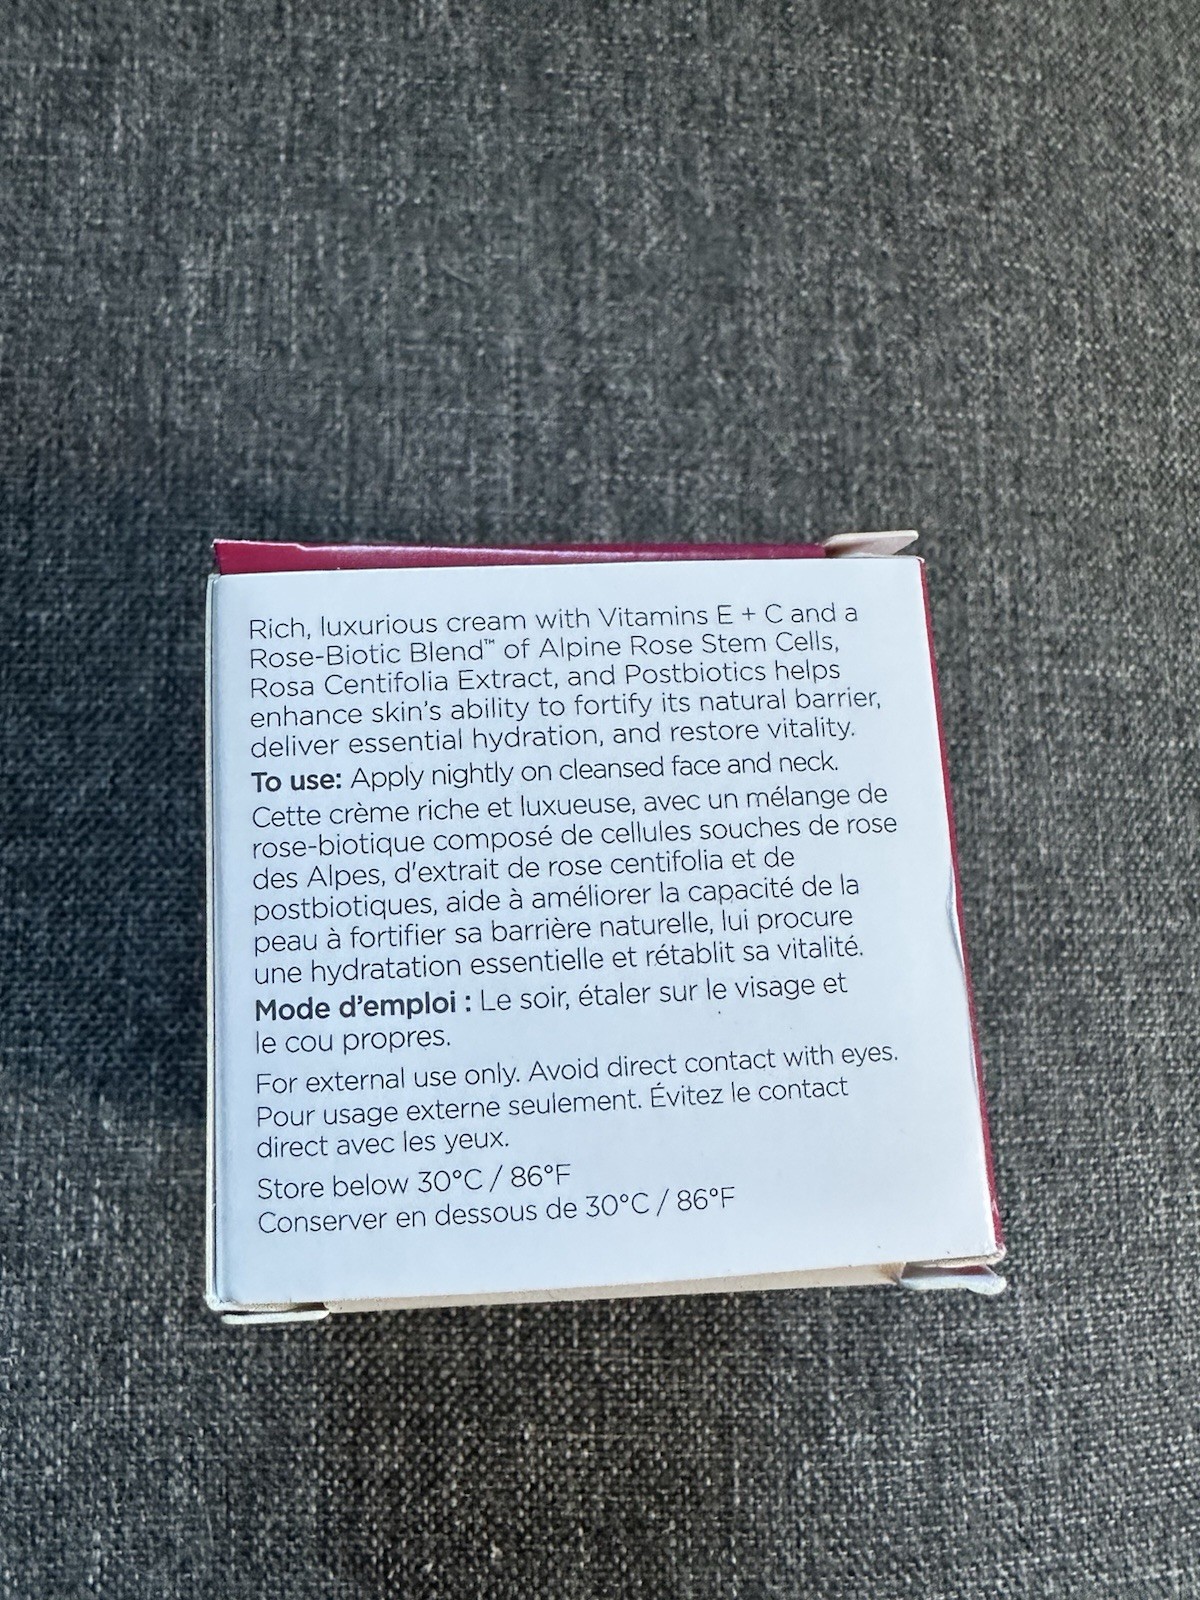 Rich, luxurious cream with Vitamins E + C and a
Rose-Biotic Blend™ of Alpine Rose Stem Cells,
Rosa Centifolia Extract, and Postbiotics helps
enhance skin's ability to fortify its natural barrier,
deliver essential hydration, and restore vitality.
To use: Apply nightly on cleansed face and neck.
Cette crème riche et luxueuse, avec un mélange de
rose-biotique composé de cellules souches de rose
des Alpes, d'extrait de rose centifolia et de
postbiotiques, aide à améliorer la capacité de la
peau à fortifier sa barrière naturelle, lui procure
une hydratation essentielle et rétablit sa vitalité.
Mode d'emploi : Le soir, étaler sur le visage et
le cou propres.
For external use only. Avoid direct contact with eyes.
Pour usage externe seulement. Évitez le contact
direct avec les yeux.
Store below 30°C / 86°F
Conserver en dessous de 30°C / 86°F